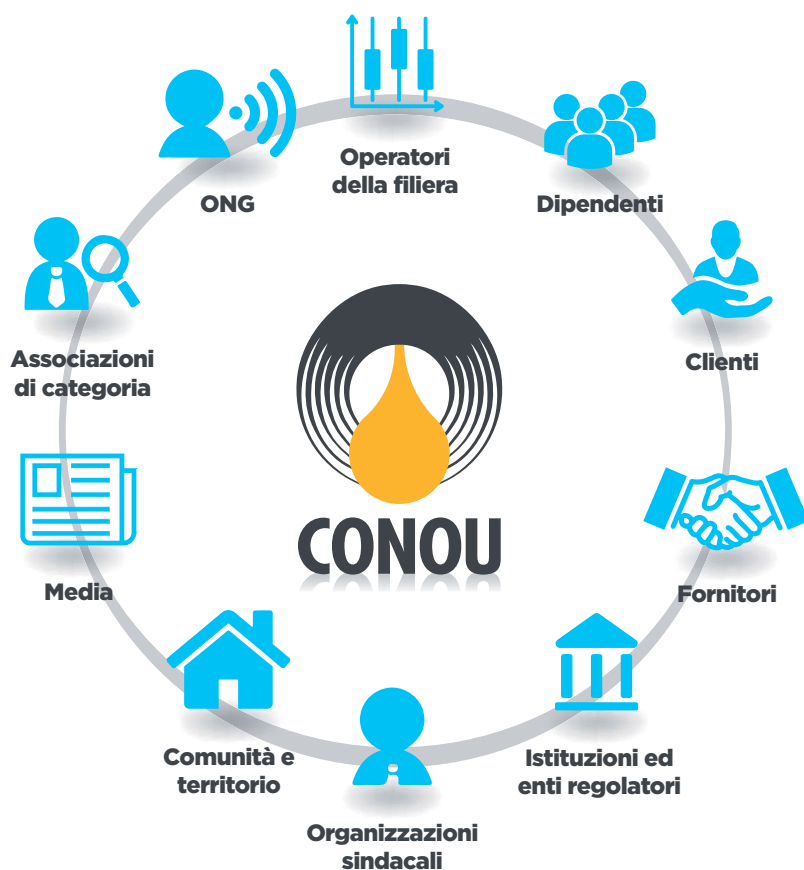 Operatori
della filiera
Dipendenti
Clienti
Fornitori
Istituzioni ed
enti regolatori
Organizzazioni
sindacali
Comunità e
territorio
Media
Associazioni
di categoria
ONG
CONOU